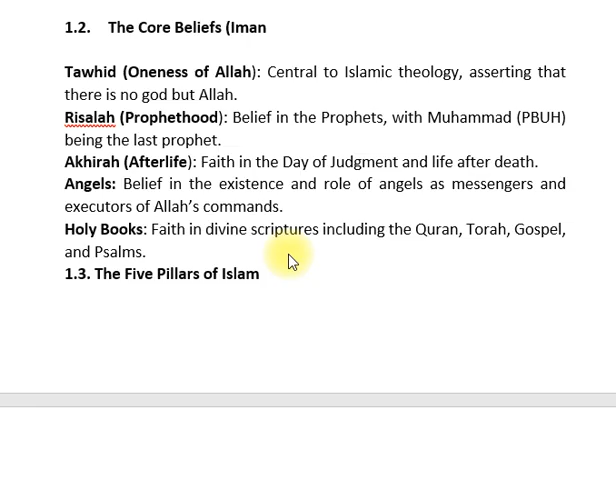 1.2. The Core Beliefs (Iman
Tawhid (Oneness of Allah): Central to Islamic theology, asserting that
there is no god but Allah.
Risalah (Prophethood): Belief in the Prophets, with Muhammad (PBUH)
being the last prophet.
Akhirah (Afterlife): Faith in the Day of Judgment and life after death.
Angels: Belief in the existence and role of angels as messengers and
executors of Allah’s commands.
Holy Books: Faith in divine scriptures including the Quran, Torah, Gospel,
and Psalms.
1.3. The Five Pillars of Islam